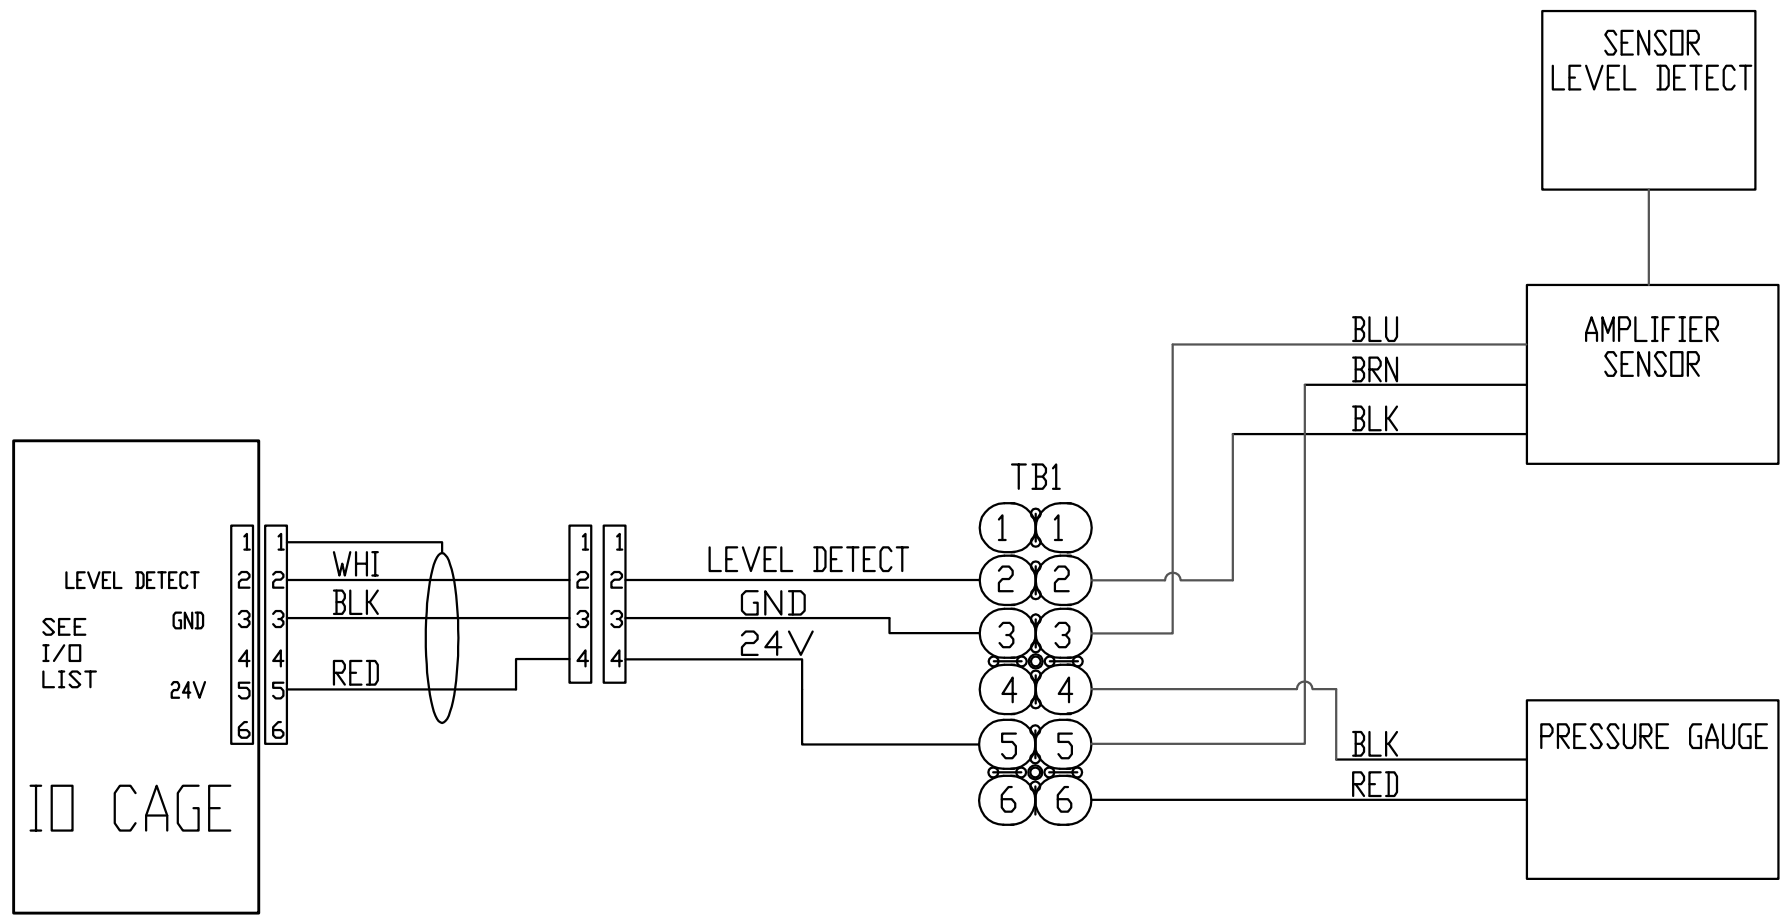 SENSOR
LEVEL DETECT
AMPLIFIER
SENSOR
BLU
BRN
BLK
TB1
1 1
2 2
3 3
4 4
5 5
6 6
LEVEL DETECT
GND
24V
1 1
2 2
3 3
4 4
WHI
BLK
RED
1 1
LEVEL DETECT 2 2
GND 3 3
4 4
24V 5 5
6 6
SEE
I/O
LIST
IO CAGE
PRESSURE GAUGE
BLK
RED